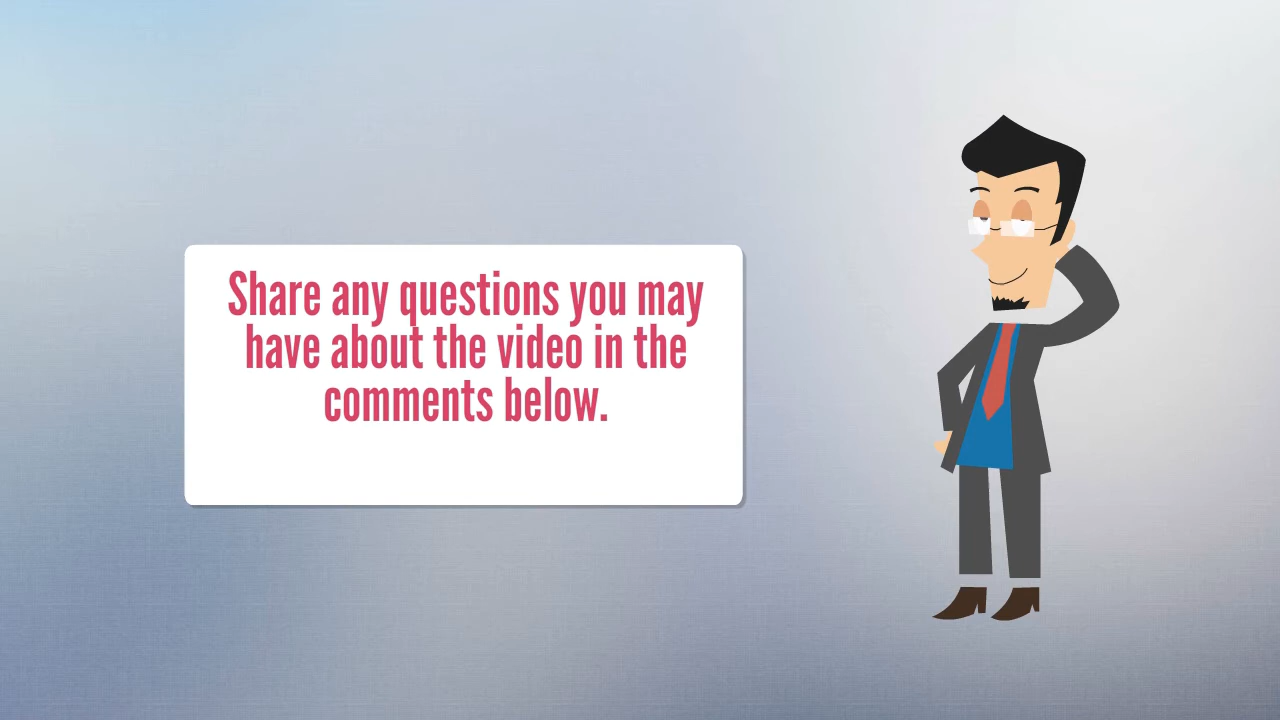 Share any questions you may
have about the video in the
comments below.